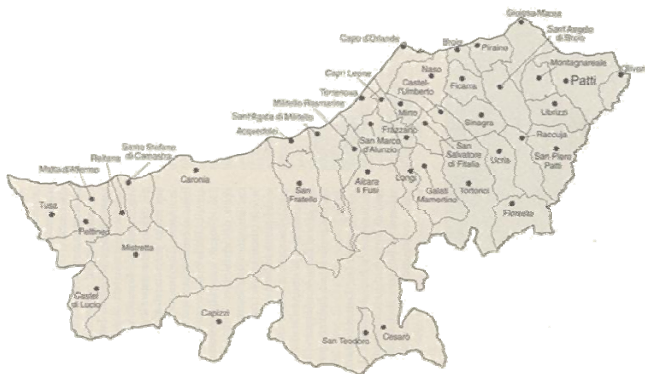 Gioiosa Marea
Sant'Angelo
di Brolo
Capo d'Orlando
Brolo
Piraino
Montagnareale
Oliveri
Patti
Naso
Capri Leone
Castel-
l'Umberto
Ficarra
Torrenova
Militello Rosmarino
Mirto
Librizzi
Sant'Agata di Militello
Frazzanò
Sinagra
Acquedolci
Raccuja
San Marco
d'Alunzio
San
Salvatore
di Fitalia
Ucria
San Piero
Patti
Santo Stefano
di Camastra
Reitano
Motta d'Affermo
Caronia
Alcara
li Fusi
Longi
Galati
Mamertino
Tortorici
San
Fratello
Tusa
Pettineo
Floresta
Mistretta
Castel
di Lucio
Capizzi
San Teodoro
Cesarò